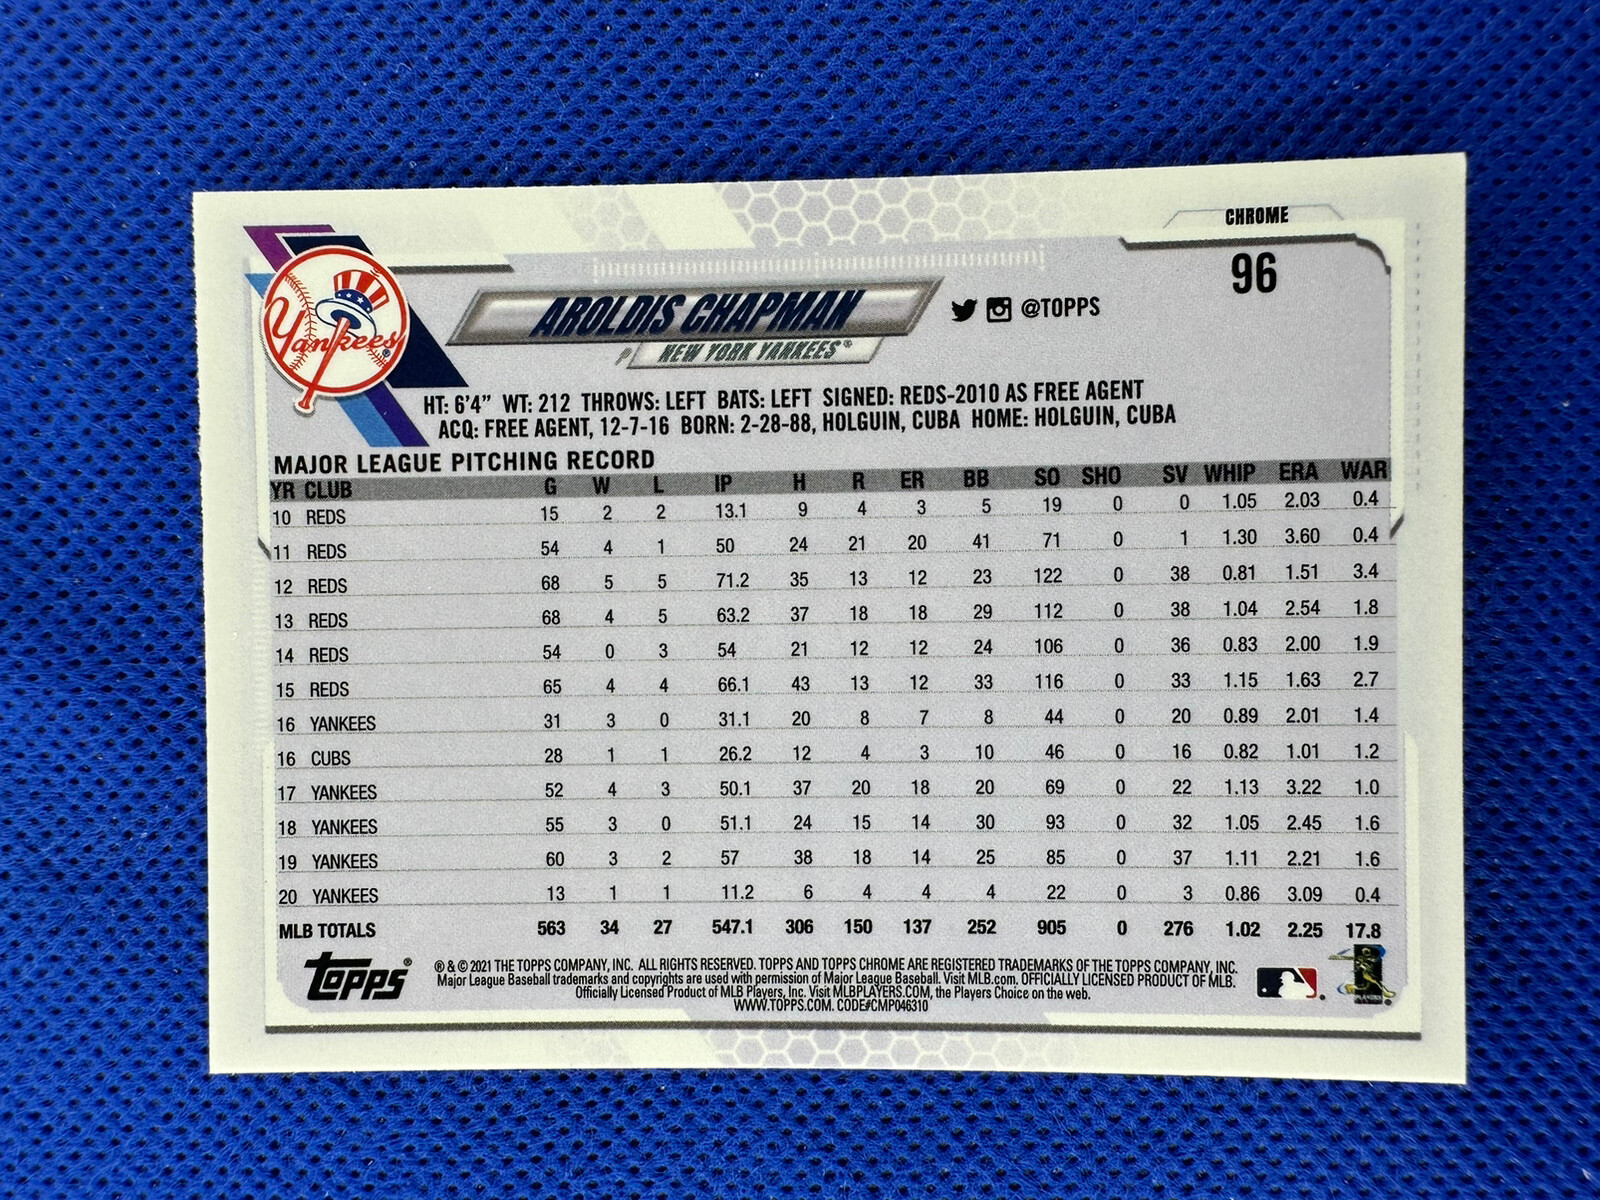 CHROME
96
Yankees®
AROLDIS CHAPMAN
@TOPPS
NEW YORK YANKEES®
HT: 6'4" WT: 212 THROWS: LEFT BATS: LEFT SIGNED: REDS-2010 AS FREE AGENT
ACQ: FREE AGENT, 12-7-16 BORN: 2-28-88, HOLGUIN, CUBA HOME: HOLGUIN, CUBA
MAJOR LEAGUE PITCHING RECORD
YR CLUB G W L IP H R ER BB SO SHO SV WHIP ERA WAR
10 REDS 15 2 2 13.1 9 4 3 5 19 0 0 1.05 2.03 0.4
11 REDS 54 4 1 50 24 21 20 41 71 0 1 1.30 3.60 0.4
12 REDS 68 5 5 71.2 35 13 12 23 122 0 38 0.81 1.51 3.4
13 REDS 68 4 5 63.2 37 18 18 29 112 0 38 1.04 2.54 1.8
14 REDS 54 0 3 54 21 12 12 24 106 0 36 0.83 2.00 1.9
15 REDS 65 4 4 66.1 43 13 12 33 116 0 33 1.15 1.63 2.7
16 YANKEES 31 3 0 31.1 20 8 7 8 44 0 20 0.89 2.01 1.4
16 CUBS 28 1 1 26.2 12 4 3 10 46 0 16 0.82 1.01 1.2
17 YANKEES 52 4 3 50.1 37 20 18 20 69 0 22 1.13 3.22 1.0
18 YANKEES 55 3 0 51.1 24 15 14 30 93 0 32 1.05 2.45 1.6
19 YANKEES 60 3 2 57 38 18 14 25 85 0 37 1.11 2.21 1.6
20 YANKEES 13 1 1 11.2 6 4 4 4 22 0 3 0.86 3.09 0.4
MLB TOTALS 563 34 27 547.1 306 150 137 252 905 0 276 1.02 2.25 17.8
topps®
® & © 2021 THE TOPPS COMPANY, INC. ALL RIGHTS RESERVED. TOPPS AND TOPPS CHROME ARE REGISTERED TRADEMARKS OF THE TOPPS COMPANY, INC.
Major League Baseball trademarks and copyrights are used with permission of Major League Baseball. Visit MLB.com. OFFICIALLY LICENSED PRODUCT OF MLB.
Officially Licensed Product of MLB Players, Inc. Visit MLBPLAYERS.COM, the Players Choice on the web.
WWW.TOPPS.COM. CODE#CMP046310